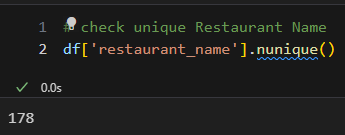 1 # check unique Restaurant Name
2 df['restaurant_name'].nunique()
✓ 0.0s
178